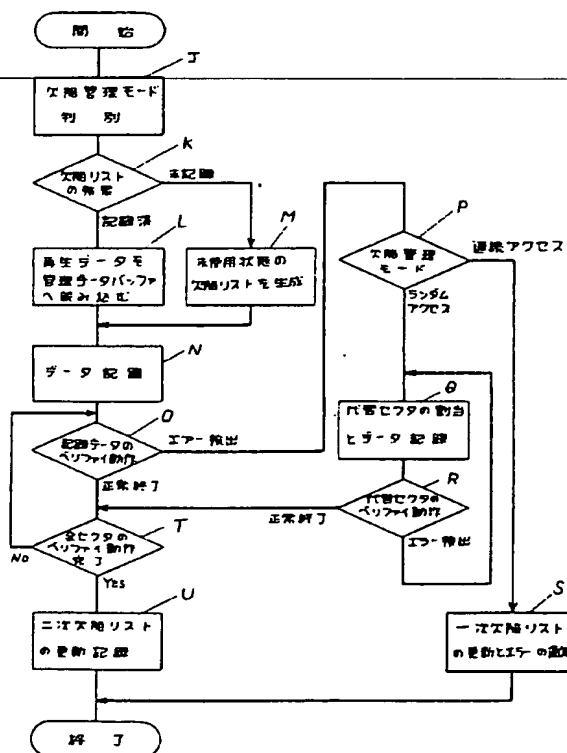 開始
J
欠陥管理モード
判別
K
欠陥リスト
の
未記録
記録済
L
再生データを
管理データバッファ
へ読み込む
M
未使用状態の
欠陥リストを生成
N
データ記録
O
記録データの
ベリファイ動作
エラー検出
正常終了
P
欠陥管理
モード
連続アクセス
ランダム
アクセス
Q
代替セクタの割当
とデータ記録
R
代替セクタの
ベリファイ動作
正常終了
エラー検出
T
全セクタの
ベリファイ動作
完了
No
Yes
U
二次欠陥リスト
の更新記録
S
一次欠陥リスト
の更新とエラーの
終了